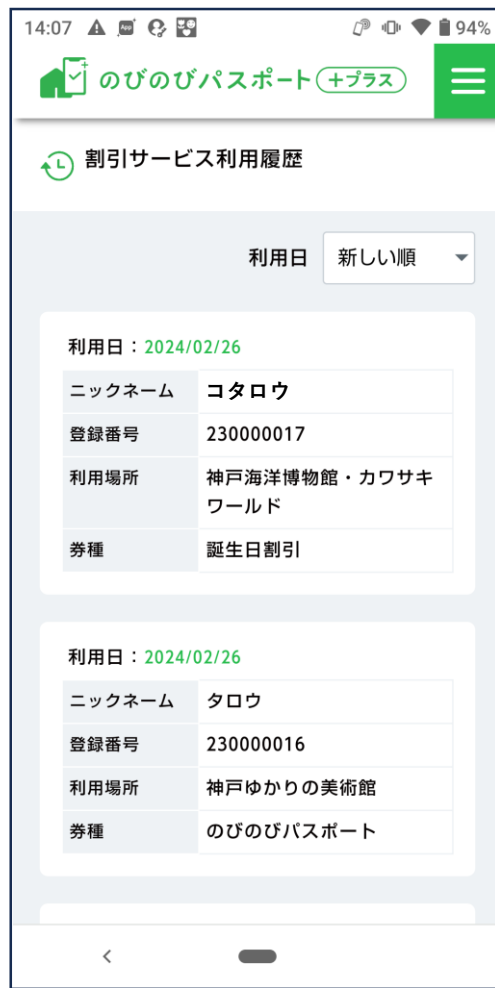 14:07 94%
のびのびパスポート +プラス
割引サービス利用履歴
利用日 新しい順
利用日：2024/02/26
ニックネーム コタロウ
登録番号 230000017
利用場所 神戸海洋博物館・カワサキ
ワールド
券種 誕生日割引
利用日：2024/02/26
ニックネーム タロウ
登録番号 230000016
利用場所 神戸ゆかりの美術館
券種 のびのびパスポート